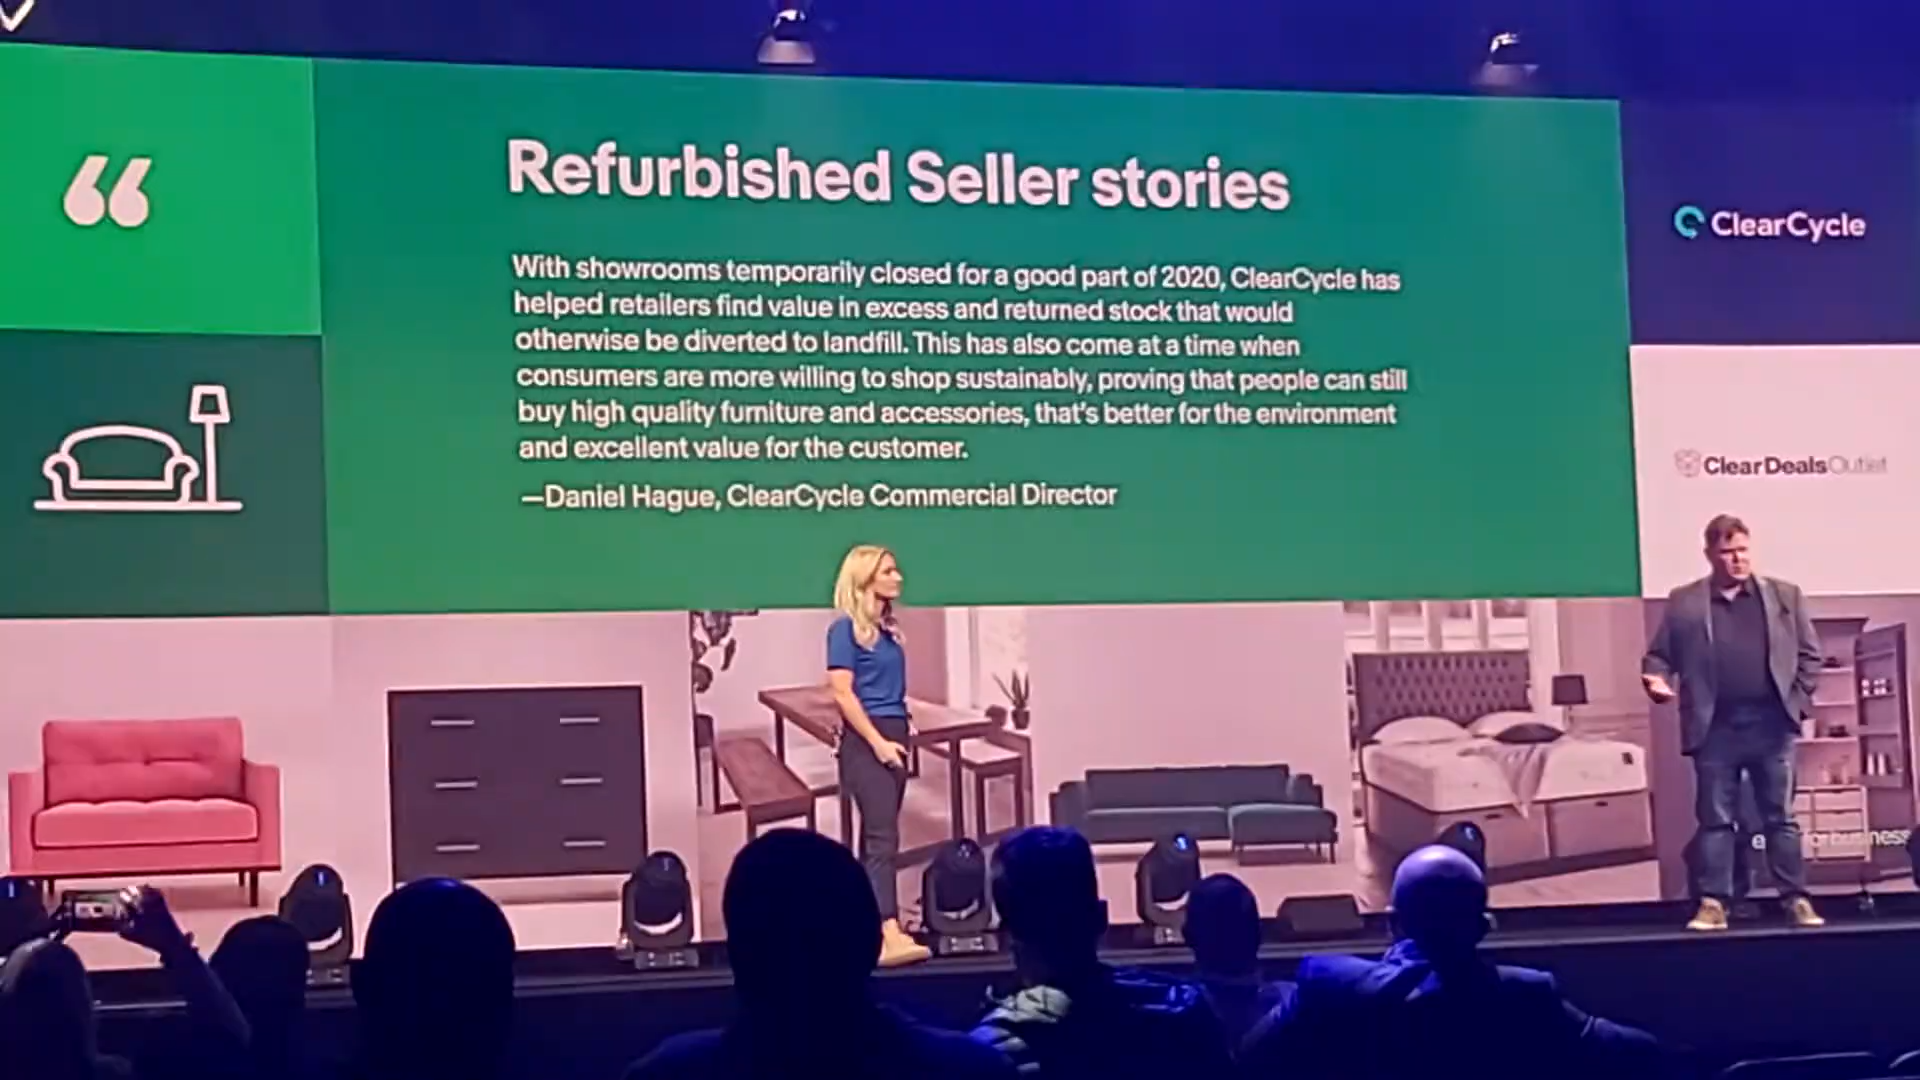 “
Refurbished Seller stories
With showrooms temporarily closed for a good part of 2020, ClearCycle has
helped retailers find value in excess and returned stock that would
otherwise be diverted to landfill. This has also come at a time when
consumers are more willing to shop sustainably, proving that people can still
buy high quality furniture and accessories, that's better for the environment
and excellent value for the customer.
—Daniel Hague, ClearCycle Commercial Director
ClearCycle
ClearDealsOutlet
for business